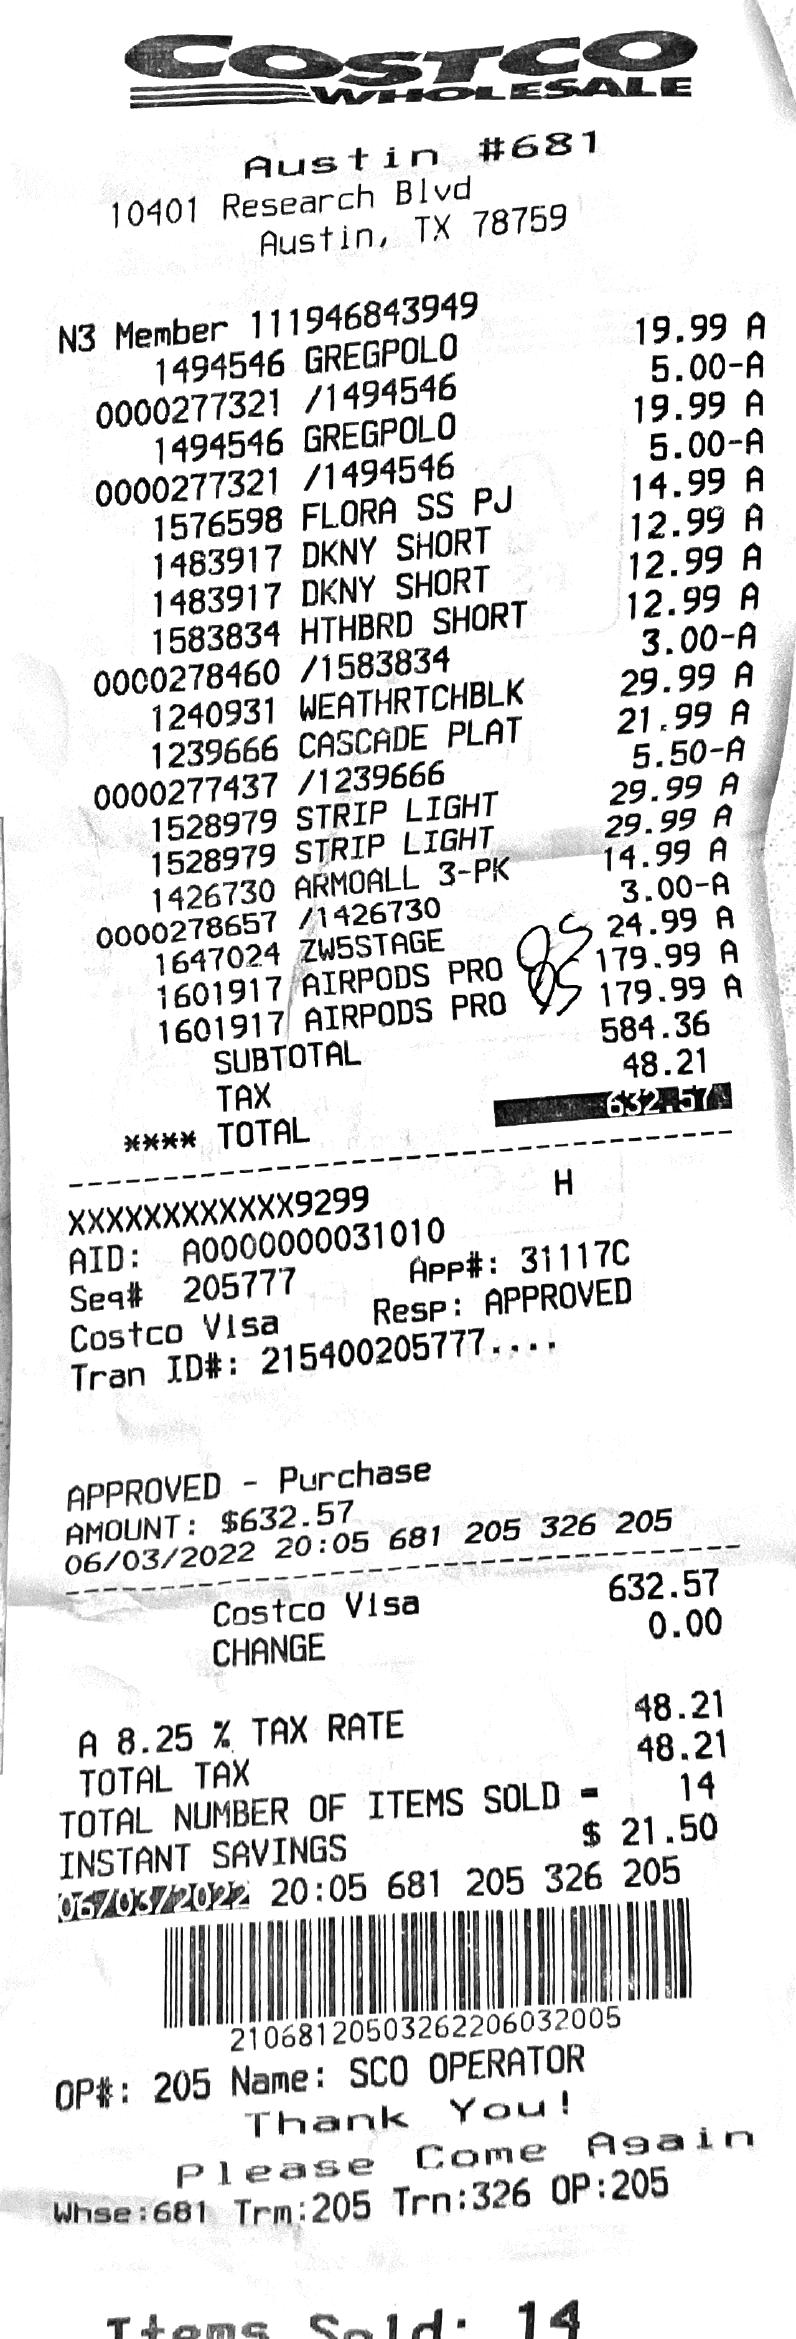 COSTCO
WHOLESALE
Austin #681
10401 Research Blvd
Austin, TX 78759
N3 Member 111946843949
1494546 GREGPOLO 19.99 A
0000277321 /1494546 5.00-A
1494546 GREGPOLO 19.99 A
0000277321 /1494546 5.00-A
1576598 FLORA SS PJ 14.99 A
1483917 DKNY SHORT 12.99 A
1483917 DKNY SHORT 12.99 A
1583834 HTHBRD SHORT 12.99 A
0000278460 /1583834 3.00-A
1240931 WEATHRTCHBLK 29.99 A
1239666 CASCADE PLAT 21.99 A
0000277437 /1239666 5.50-A
1528979 STRIP LIGHT 29.99 A
1528979 STRIP LIGHT 29.99 A
1426730 ARMOALL 3-PK 14.99 A
0000278657 /1426730 3.00-A
1647024 ZW5STAGE 24.99 A
1601917 AIRPODS PRO 179.99 A
1601917 AIRPODS PRO 179.99 A
SUBTOTAL 584.36
TAX 48.21
**** TOTAL 632.57
XXXXXXXXXXXX9299 H
AID: A0000000031010
Seq# 205777 App#: 31117C
Costco Visa Resp: APPROVED
Tran ID#: 215400205777....
APPROVED - Purchase
AMOUNT: $632.57
06/03/2022 20:05 681 205 326 205
Costco Visa 632.57
CHANGE 0.00
A 8.25 % TAX RATE 48.21
TOTAL TAX 48.21
TOTAL NUMBER OF ITEMS SOLD = 14
INSTANT SAVINGS $ 21.50
06/03/2022 20:05 681 205 326 205
21068120503262206032005
OP#: 205 Name: SCO OPERATOR
Thank You!
Please Come Again
Whse:681 Trm:205 Trn:326 OP:205
Items Sold: 14